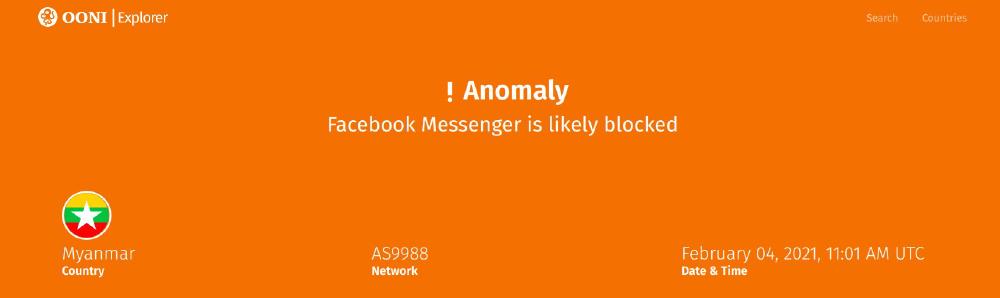 OONI | Explorer
Search
Countries
! Anomaly
Facebook Messenger is likely blocked
Myanmar
Country
AS9988
Network
February 04, 2021, 11:01 AM UTC
Date & Time